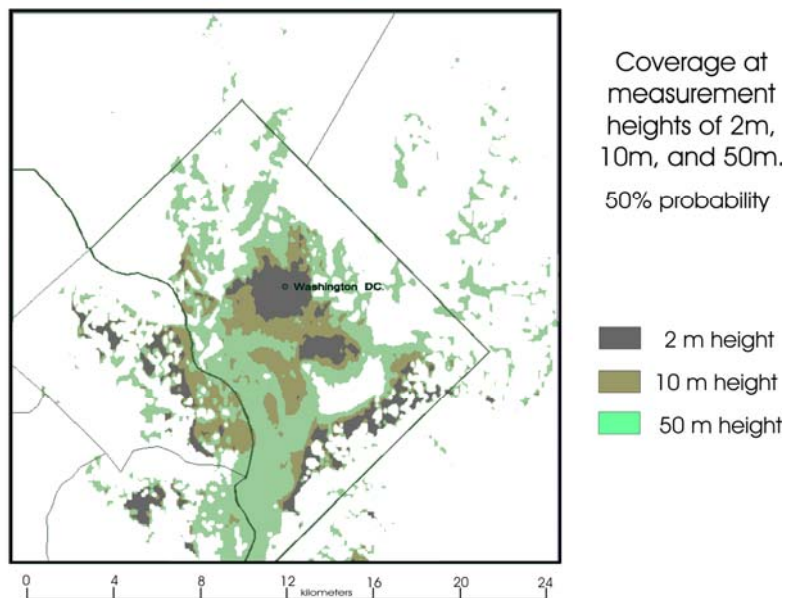 Coverage at
measurement
heights of 2m,
10m, and 50m.
50% probability
Washington DC.
2 m height
10 m height
50 m height
0 4 8 12 16 20 24
kilometers